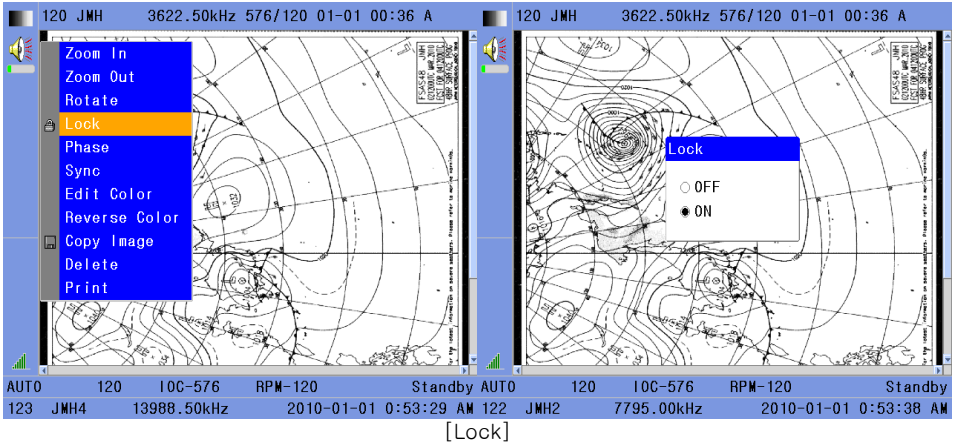 120 JMH 3622.50kHz 576/120 01-01 00:36 A
Zoom In
Zoom Out
Rotate
Lock
Phase
Sync
Edit Color
Reverse Color
Copy Image
Delete
Print
FSAS48 JMH
AUTO 120 IOC-576 RPM-120 Standby
123 JMH4 13988.50kHz 2010-01-01 0:53:29 AM
120 JMH 3622.50kHz 576/120 01-01 00:36 A
FSAS48 JMH
Lock
OFF
ON
AUTO 120 IOC-576 RPM-120 Standby
122 JMH2 7795.00kHz 2010-01-01 0:53:38 AM
[Lock]